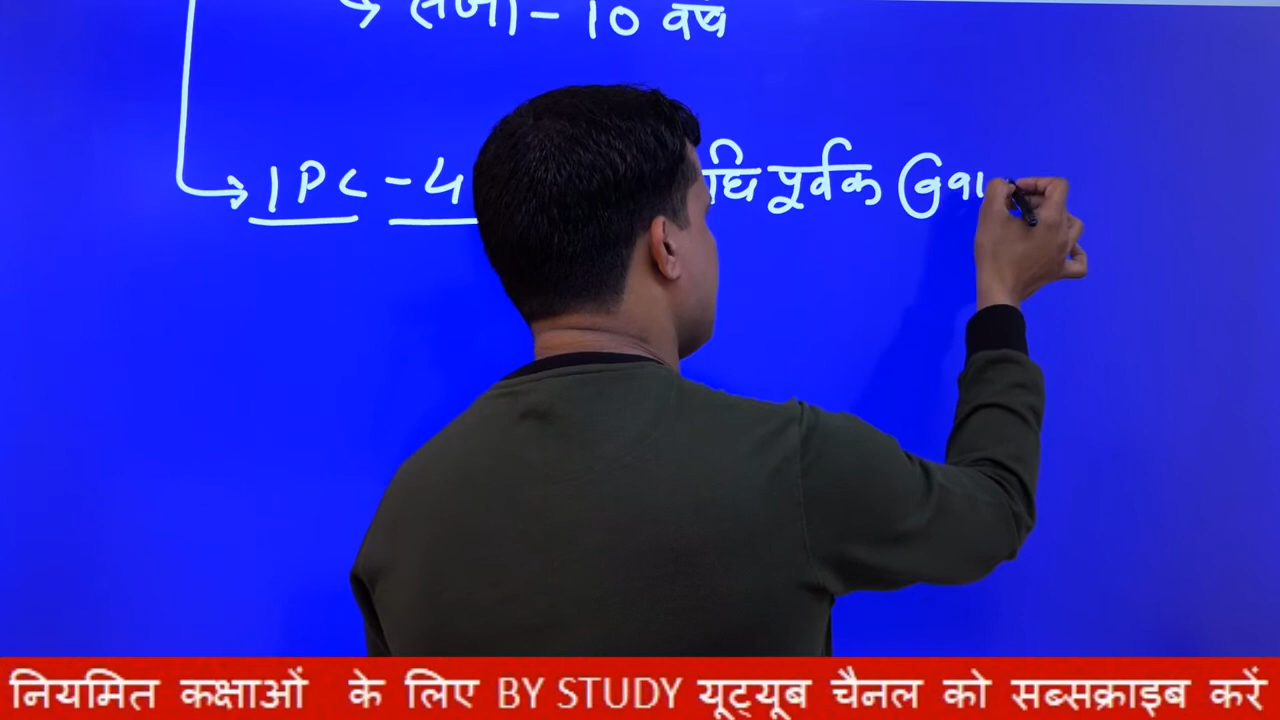 सजा - 10 वर्ष
IPC - 4 धि पूर्वक
नियमित कक्षाओं के लिए BY STUDY यूट्यूब चैनल को सब्सक्राइब करें